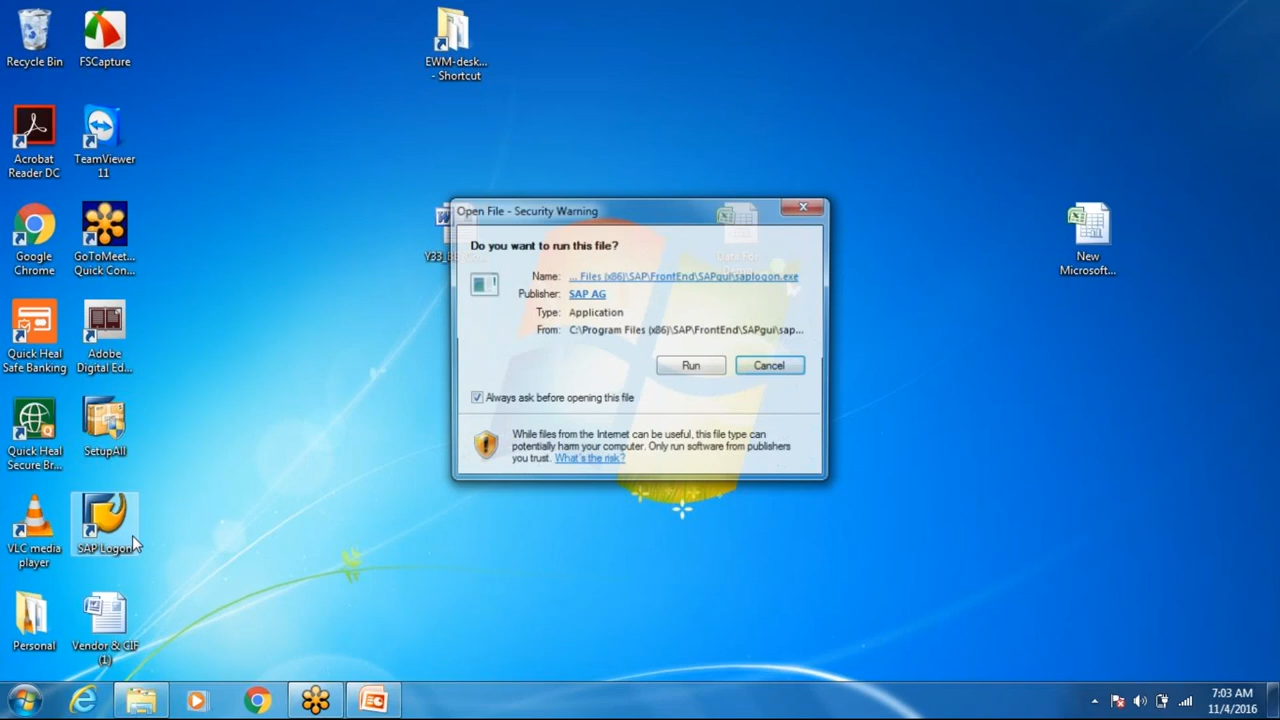 Recycle Bin
FSCapture
EWM-desk...
- Shortcut
Acrobat
Reader DC
TeamViewer
11
Google
Chrome
GoToMeet...
Quick Con...
New
Microsoft...
Quick Heal
Safe Banking
Adobe
Digital Ed...
Quick Heal
Secure Br...
SetupAll
VLC media
player
SAP Logon
Personal
Vendor & CIF
(1)
Open File - Security Warning
Do you want to run this file?
Name: ... Files (x86)\SAP\FrontEnd\SAPgui\saplogon.exe
Publisher: SAP AG
Type: Application
From: C:\Program Files (x86)\SAP\FrontEnd\SAPgui\sap...
Run
Cancel
Always ask before opening this file
While files from the Internet can be useful, this file type can
potentially harm your computer. Only run software from publishers
you trust. What's the risk?
7:03 AM
11/4/2016